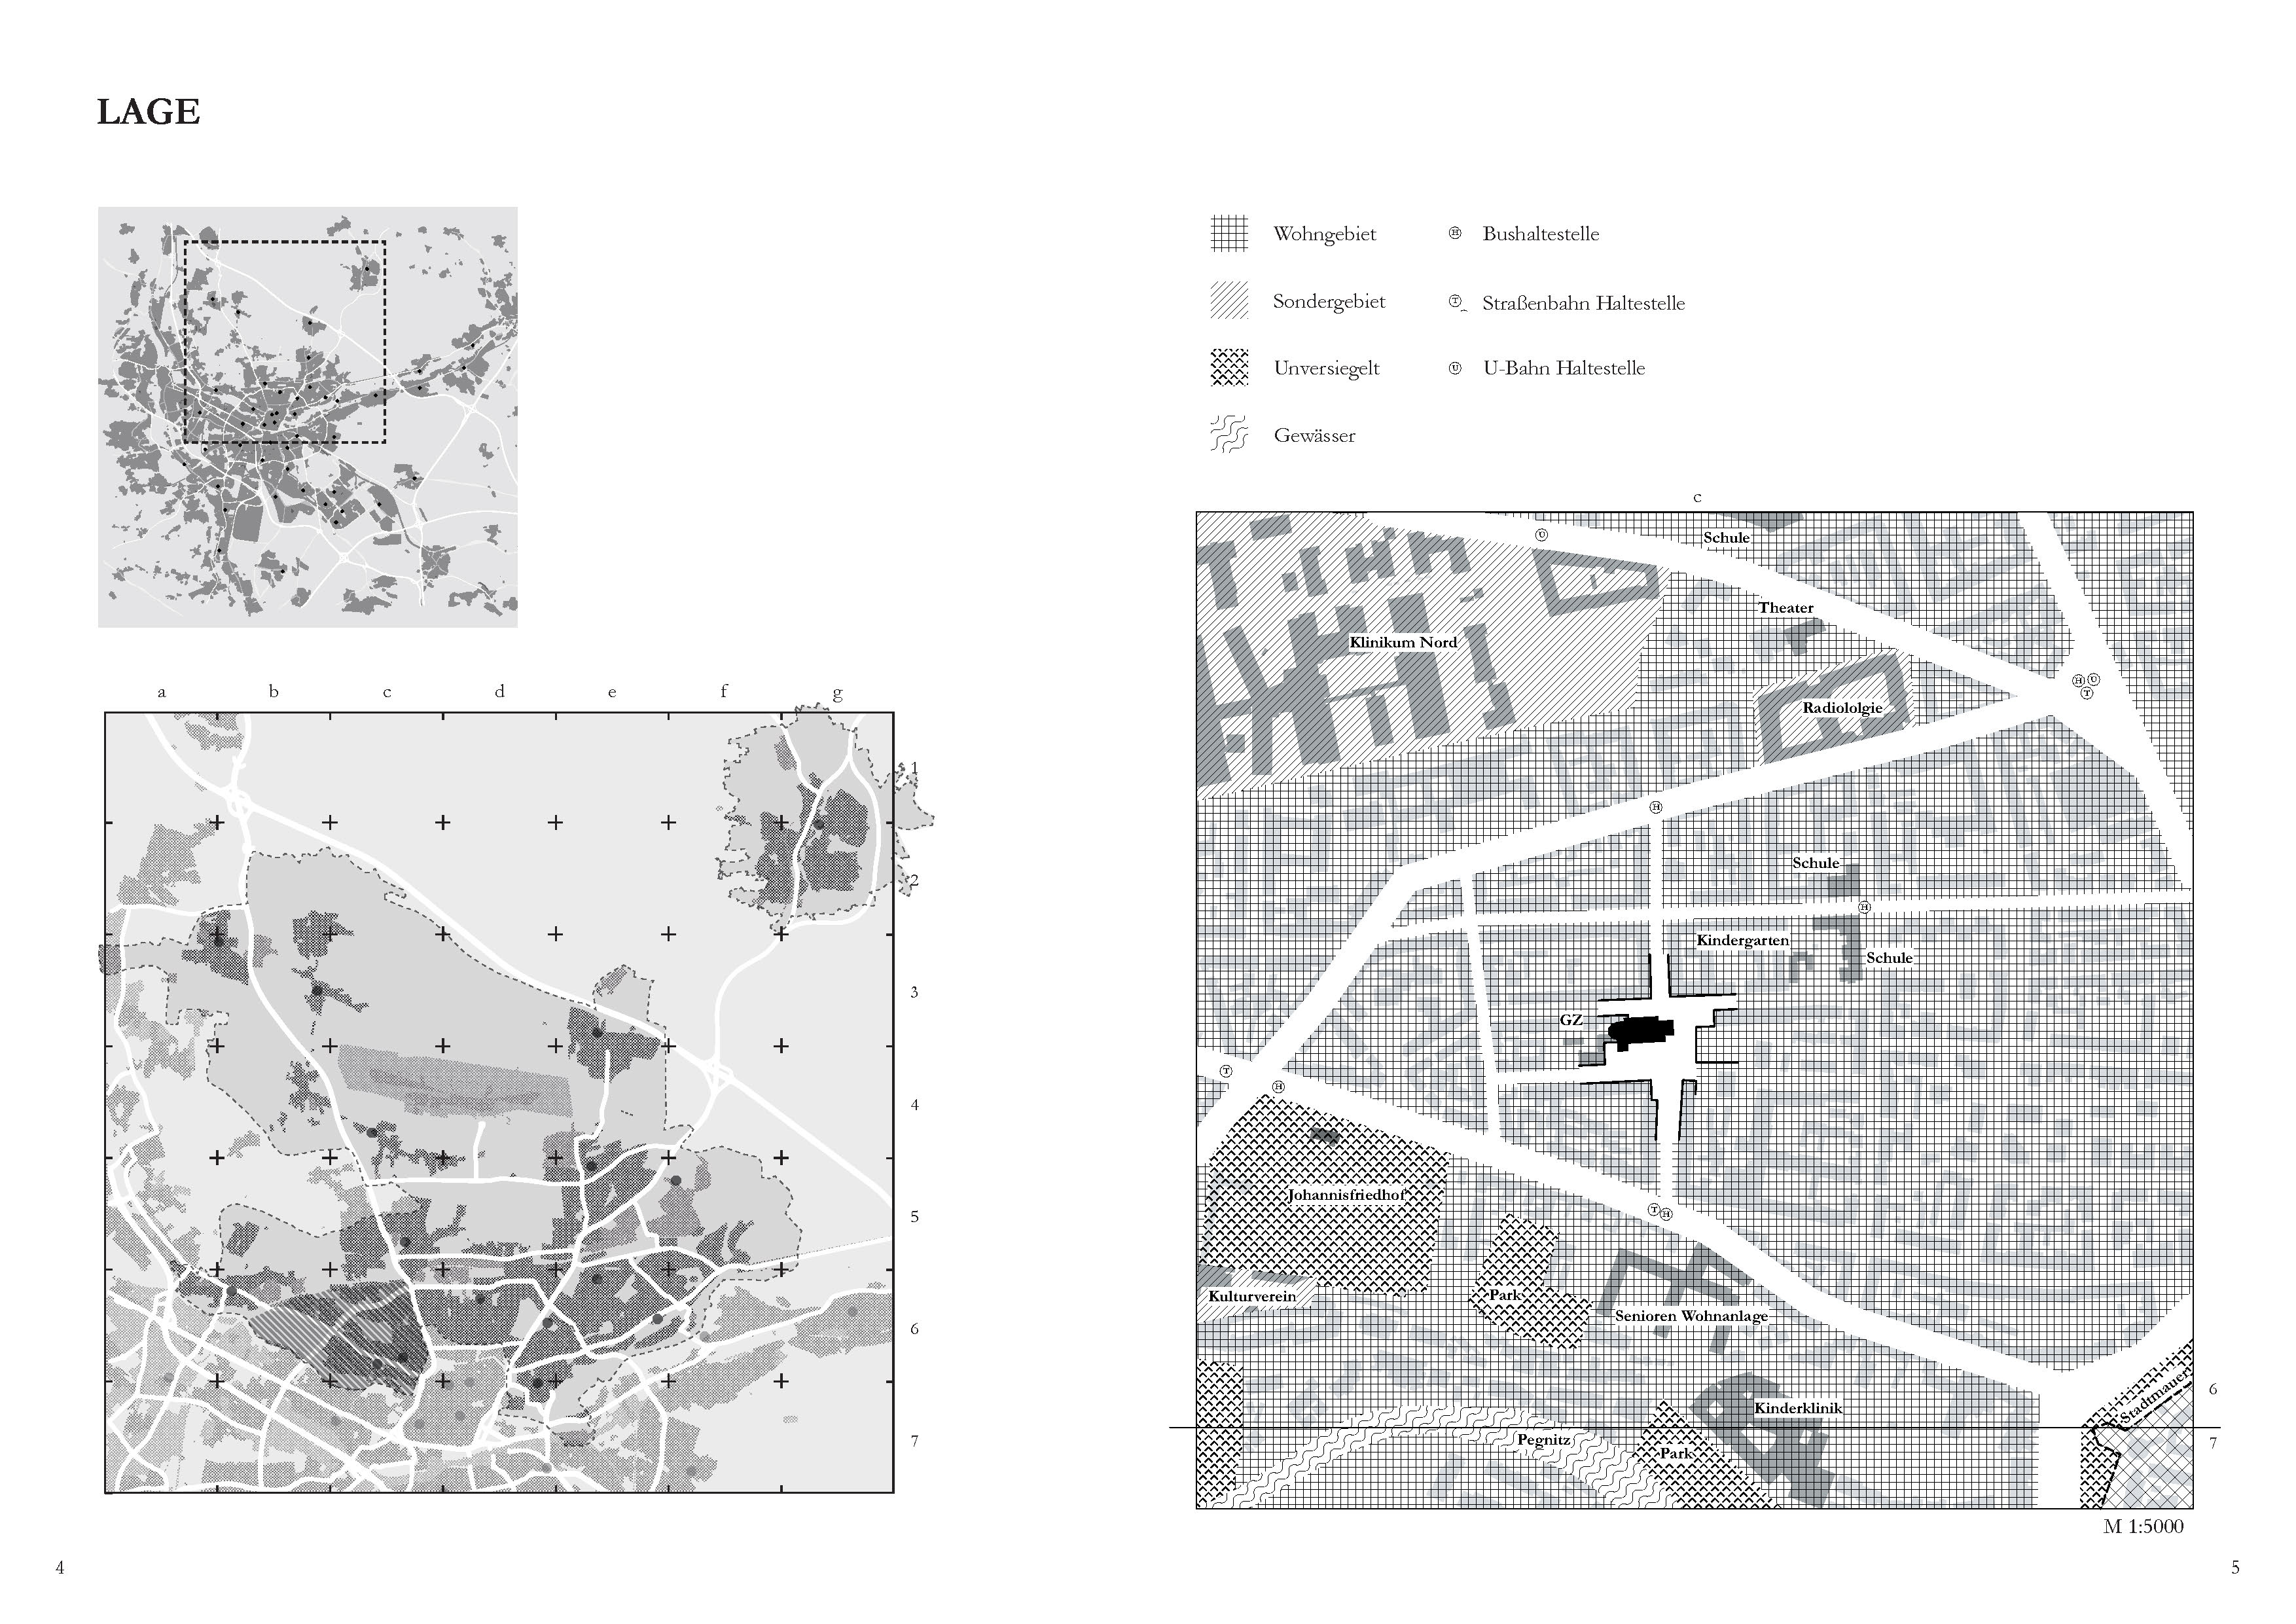 LAGE
Wohngebiet
Ⓗ Bushaltestelle
Sondergebiet
Ⓣ Straßenbahn Haltestelle
Unversiegelt
Ⓤ U-Bahn Haltestelle
Gewässer
a b c d e f g
1
2
3
4
5
6
7
c
Ⓤ
Schule
Theater
Klinikum Nord
Ⓗ Ⓤ
Ⓣ
Radiololgie
Ⓗ
Schule
Ⓗ
Kindergarten
Schule
GZ
Ⓣ
Ⓗ
Johannisfriedhof
Ⓣ Ⓗ
Kulturverein
Park
Senioren Wohnanlage
Stadtmauer
6
Kinderklinik
Pegnitz
7
Park
M 1:5000
4
5